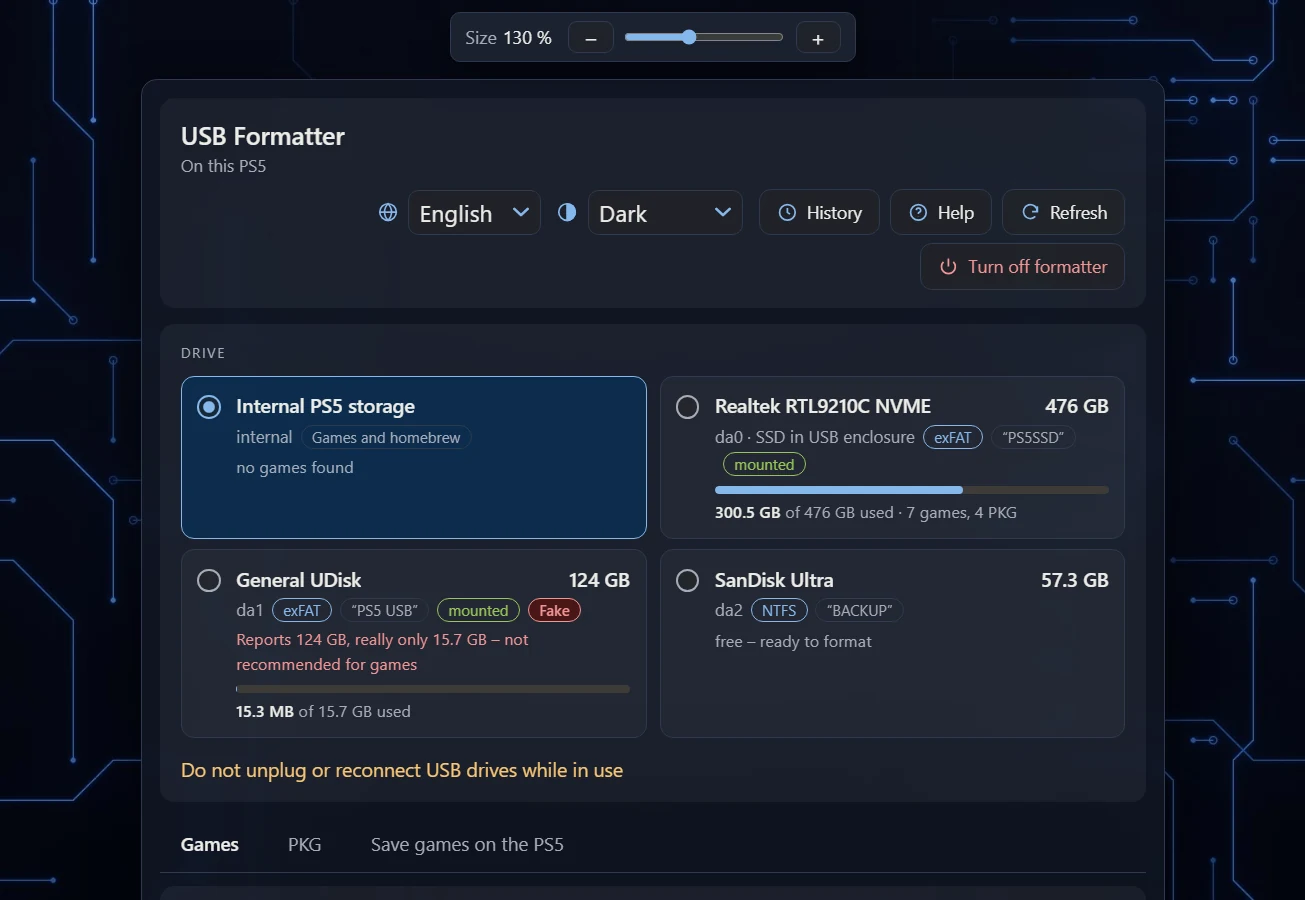 Size 130 % – +
USB Formatter
On this PS5
English Dark History Help Refresh
Turn off formatter
DRIVE
Internal PS5 storage
internal Games and homebrew
no games found
Realtek RTL9210C NVME 476 GB
da0 · SSD in USB enclosure exFAT “PS5SSD”
mounted
300.5 GB of 476 GB used · 7 games, 4 PKG
General UDisk 124 GB
da1 exFAT “PS5 USB” mounted Fake
Reports 124 GB, really only 15.7 GB – not
recommended for games
15.3 MB of 15.7 GB used
SanDisk Ultra 57.3 GB
da2 NTFS “BACKUP”
free – ready to format
Do not unplug or reconnect USB drives while in use
Games PKG Save games on the PS5